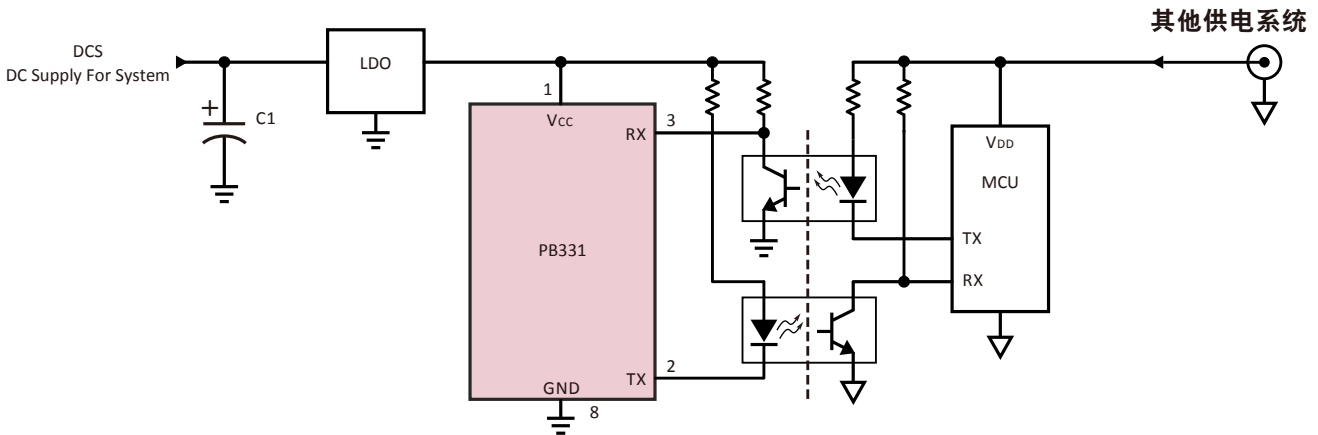 其他供电系统
DCS
DC Supply For System
LDO
C1
1
Vcc
RX
3
PB331
TX
2
GND
8
VDD
MCU
TX
RX